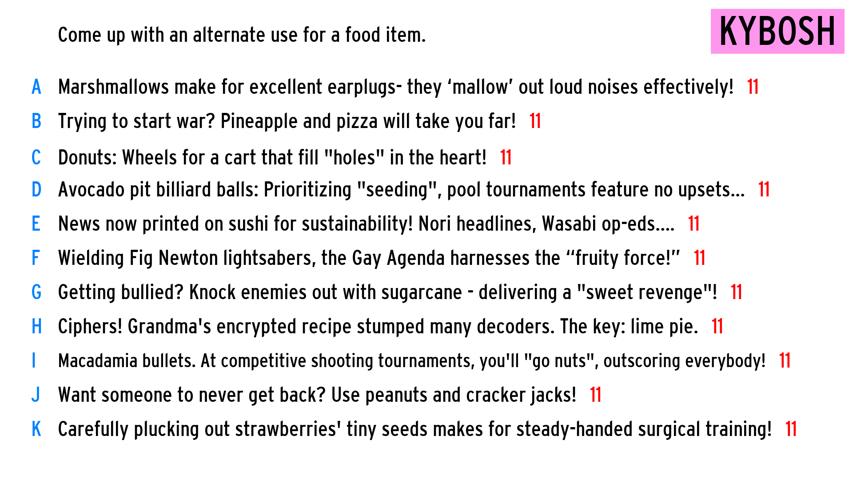 Come up with an alternate use for a food item.
KYBOSH
A Marshmallows make for excellent earplugs- they ‘mallow’ out loud noises effectively! 11
B Trying to start war? Pineapple and pizza will take you far! 11
C Donuts: Wheels for a cart that fill "holes" in the heart! 11
D Avocado pit billiard balls: Prioritizing "seeding", pool tournaments feature no upsets... 11
E News now printed on sushi for sustainability! Nori headlines, Wasabi op-eds.... 11
F Wielding Fig Newton lightsabers, the Gay Agenda harnesses the “fruity force!” 11
G Getting bullied? Knock enemies out with sugarcane - delivering a "sweet revenge"! 11
H Ciphers! Grandma's encrypted recipe stumped many decoders. The key: lime pie. 11
I Macadamia bullets. At competitive shooting tournaments, you'll "go nuts", outscoring everybody! 11
J Want someone to never get back? Use peanuts and cracker jacks! 11
K Carefully plucking out strawberries' tiny seeds makes for steady-handed surgical training! 11